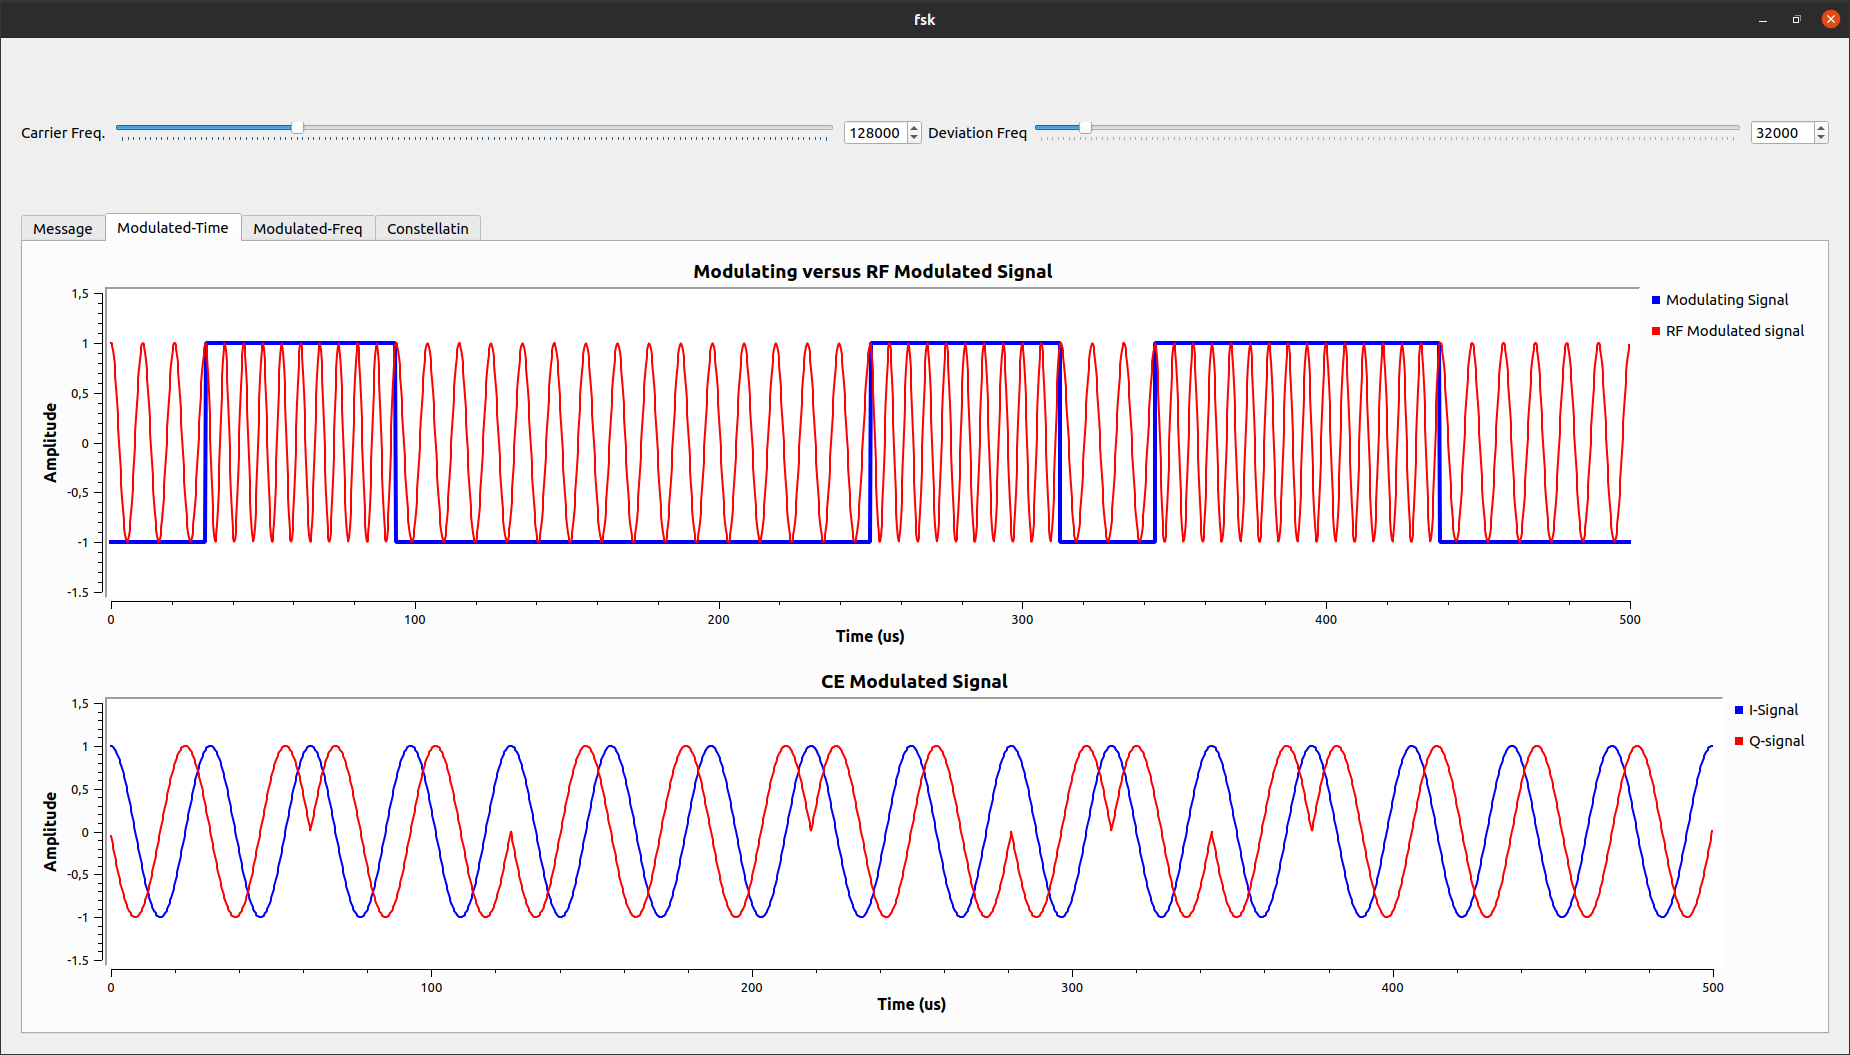 fsk
Carrier Freq. 128000 Deviation Freq 32000
Message Modulated-Time Modulated-Freq Constellatin
Modulating versus RF Modulated Signal
1,5
1
0,5
0
-0,5
-1
-1.5
Amplitude
0 100 200 300 400 500
Time (us)
Modulating Signal
RF Modulated signal
CE Modulated Signal
1,5
1
0,5
0
-0,5
-1
-1.5
Amplitude
0 100 200 300 400 500
Time (us)
I-Signal
Q-signal